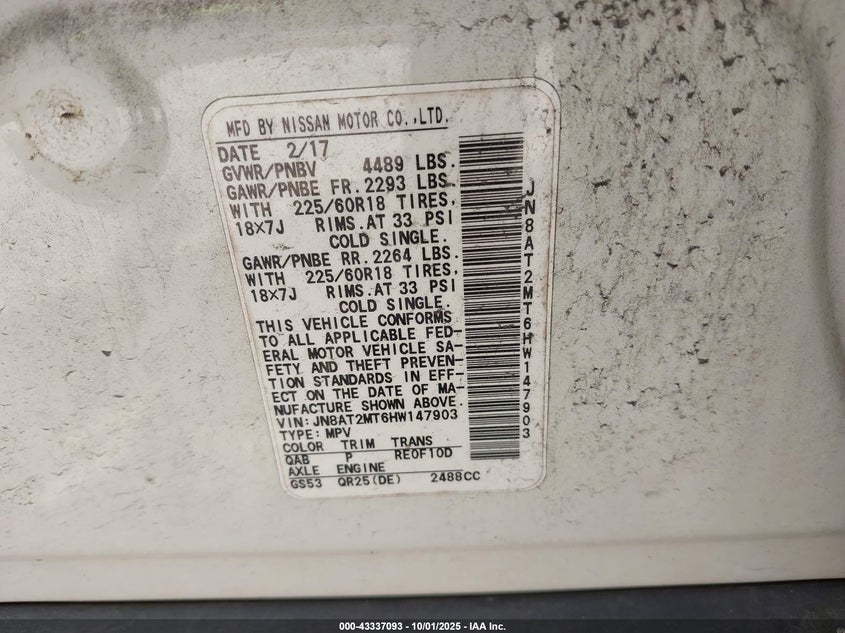 MFD BY NISSAN MOTOR CO.,LTD.
DATE 2/17
GVWR/PNBV 4489 LBS.
GAWR/PNBE FR. 2293 LBS.
WITH 225/60R18 TIRES,
18X7J RIMS.AT 33 PSI
COLD SINGLE.
GAWR/PNBE RR. 2264 LBS.
WITH 225/60R18 TIRES,
18X7J RIMS.AT 33 PSI
COLD SINGLE.
THIS VEHICLE CONFORMS
TO ALL APPLICABLE FED-
ERAL MOTOR VEHICLE SA-
FETY AND THEFT PREVEN-
TION STANDARDS IN EFF-
ECT ON THE DATE OF MA-
NUFACTURE SHOWN ABOVE.
VIN: JN8AT2MT6HW147903
TYPE: MPV
COLOR TRIM TRANS
QAB P RE0F10D
AXLE ENGINE
GS53 QR25(DE) 2488CC
JN8AT2MT6HW147903
000-43337093 - 10/01/2025 - IAA Inc.